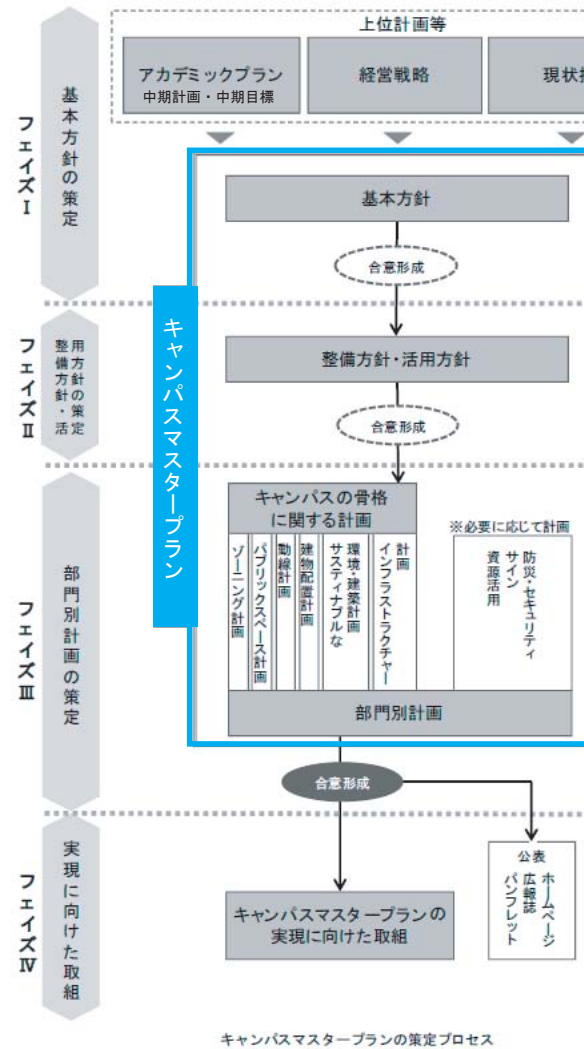 上位計画等
アカデミックプラン
中期計画・中期目標
経営戦略
現状
フェイズⅠ
基本方針の策定
基本方針
合意形成
キャンパスマスタープラン
フェイズⅡ
整備方針・活
用方針の策定
整備方針・活用方針
合意形成
フェイズⅢ
部門別計画の策定
キャンパスの骨格
に関する計画
ゾーニング計画
パブリックスペース計画
動線計画
建物配置計画
サスティナブルな
環境・建築計画
インフラストラクチャー
計画
※必要に応じて計画
防災・セキュリティ
サイン
資源活用
部門別計画
合意形成
フェイズⅣ
実現に向けた取組
キャンパスマスタープランの
実現に向けた取組
公表
ホームページ
広報誌
パンフレット
キャンパスマスタープランの策定プロセス